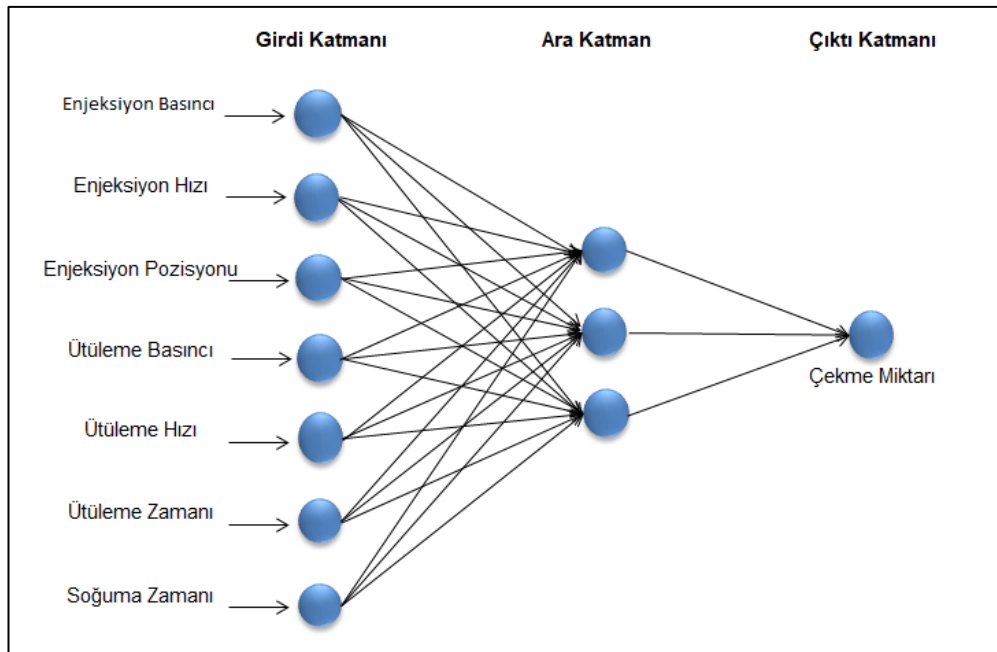 Girdi Katmanı
Ara Katman
Çıktı Katmanı
Enjeksiyon Basıncı
Enjeksiyon Hızı
Enjeksiyon Pozisyonu
Ütüleme Basıncı
Ütüleme Hızı
Ütüleme Zamanı
Soğuma Zamanı
Çekme Miktarı